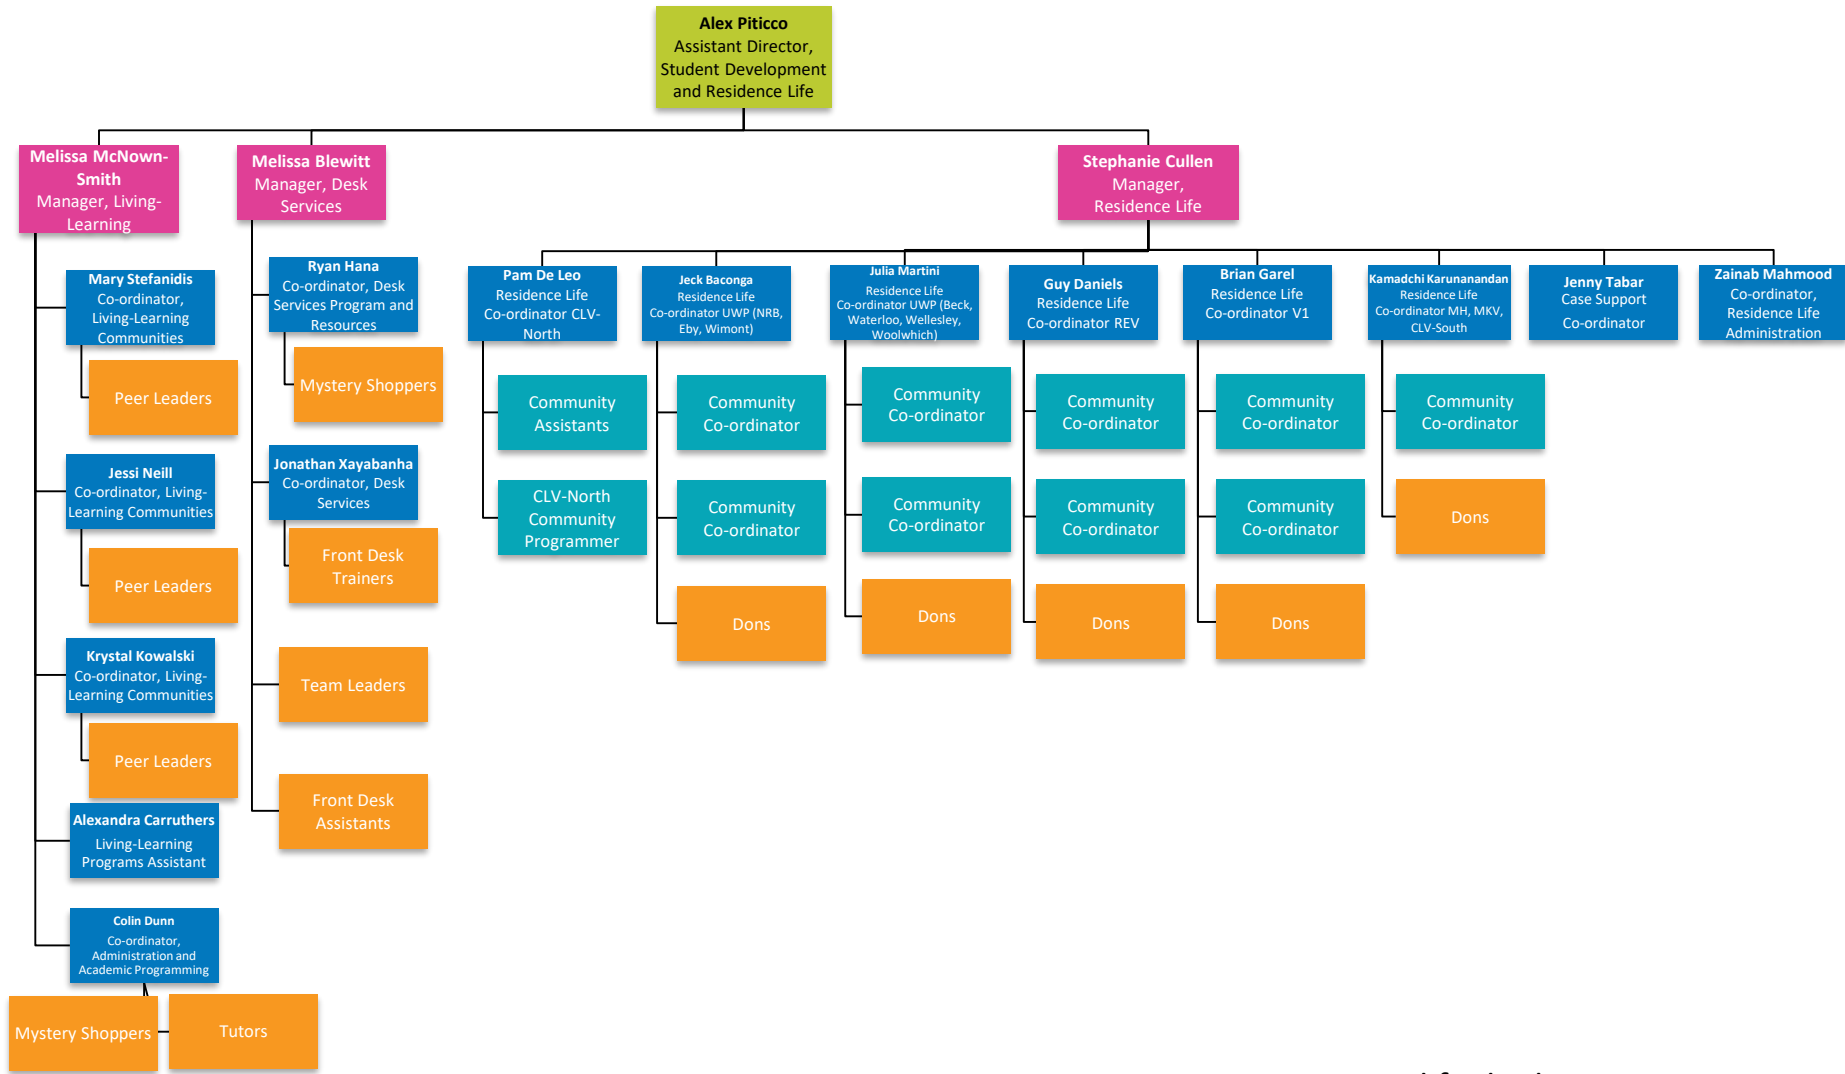 Alex Piticco
Assistant Director,
Student Development
and Residence Life
Melissa McNown-
Smith
Manager, Living-
Learning
Melissa Blewitt
Manager, Desk
Services
Stephanie Cullen
Manager,
Residence Life
Mary Stefanidis
Co-ordinator,
Living-Learning
Communities
Peer Leaders
Jessi Neill
Co-ordinator, Living-
Learning Communities
Peer Leaders
Krystal Kowalski
Co-ordinator, Living-
Learning Communities
Peer Leaders
Alexandra Carruthers
Living-Learning
Programs Assistant
Colin Dunn
Co-ordinator,
Administration and
Academic Programming
Mystery Shoppers
Tutors
Ryan Hana
Co-ordinator, Desk
Services Program and
Resources
Mystery Shoppers
Jonathan Xayabanha
Co-ordinator, Desk
Services
Front Desk
Trainers
Team Leaders
Front Desk
Assistants
Pam De Leo
Residence Life
Co-ordinator CLV-
North
Community
Assistants
CLV-North
Community
Programmer
Jeck Baconga
Residence Life
Co-ordinator UWP (NRB,
Eby, Wimont)
Community
Co-ordinator
Community
Co-ordinator
Dons
Julia Martini
Residence Life
Co-ordinator UWP (Beck,
Waterloo, Wellesley,
Woolwhich)
Community
Co-ordinator
Community
Co-ordinator
Dons
Guy Daniels
Residence Life
Co-ordinator REV
Community
Co-ordinator
Community
Co-ordinator
Dons
Brian Garel
Residence Life
Co-ordinator V1
Community
Co-ordinator
Community
Co-ordinator
Dons
Kamadchi Karunanandan
Residence Life
Co-ordinator MH, MKV,
CLV-South
Community
Co-ordinator
Dons
Jenny Tabar
Case Support
Co-ordinator
Zainab Mahmood
Co-ordinator,
Residence Life
Administration